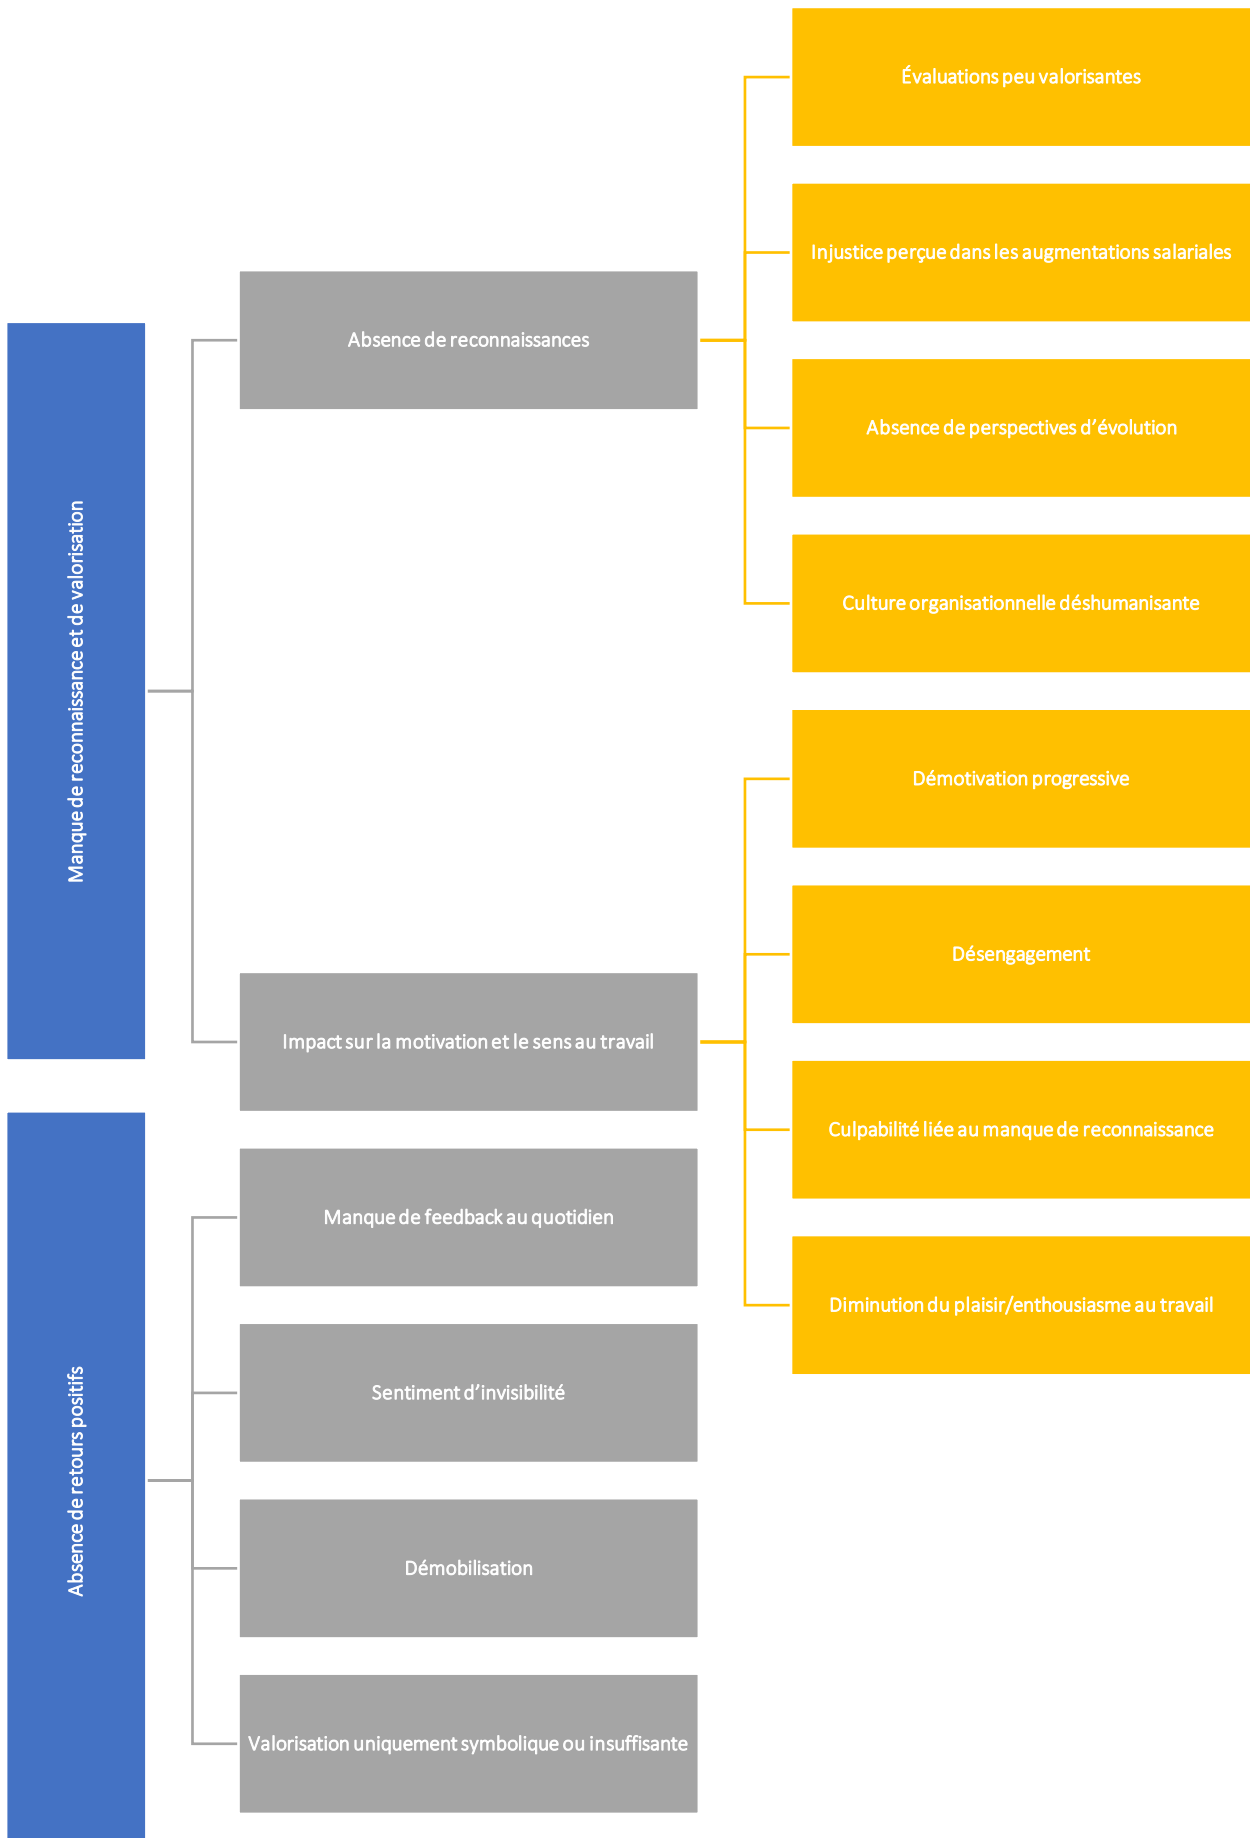 Manque de reconnaissance et de valorisation
Absence de reconnaissances
Évaluations peu valorisantes
Injustice perçue dans les augmentations salariales
Absence de perspectives d’évolution
Culture organisationnelle déshumanisante
Impact sur la motivation et le sens au travail
Démotivation progressive
Désengagement
Culpabilité liée au manque de reconnaissance
Diminution du plaisir/enthousiasme au travail
Absence de retours positifs
Manque de feedback au quotidien
Sentiment d’invisibilité
Démobilisation
Valorisation uniquement symbolique ou insuffisante